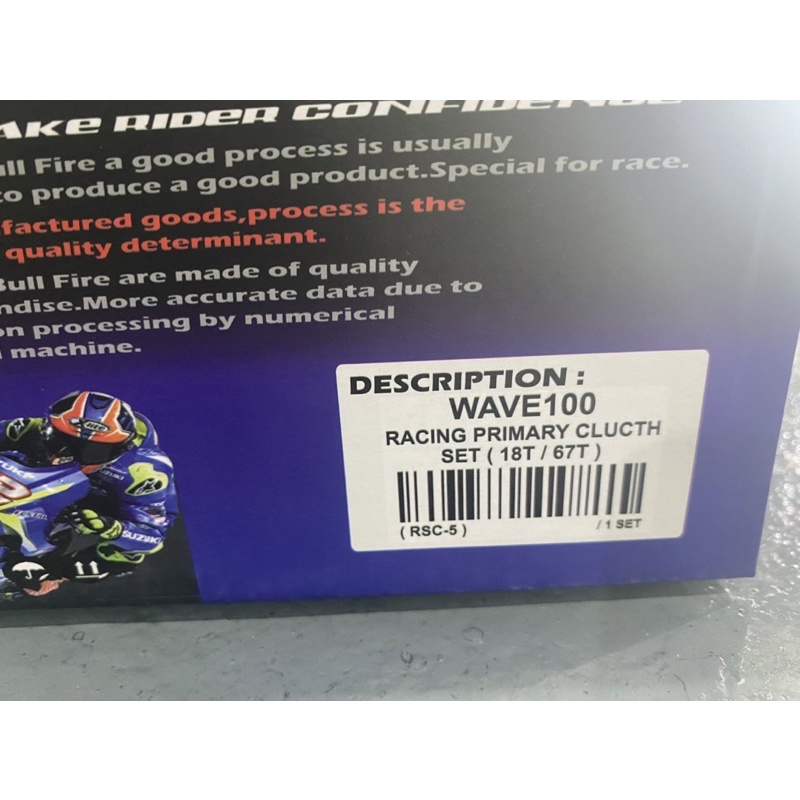 AKE RIDER CONFIDENCE
ull Fire a good process is usually
to produce a good product.Special for race.
factured goods,process is the
quality determinant.
Bull Fire are made of quality
ndise.More accurate data due to
on processing by numerical
machine.
DESCRIPTION :
WAVE100
RACING PRIMARY CLUCTH
SET ( 18T / 67T )
( RSC-5 ) / 1 SET
SUZUKI